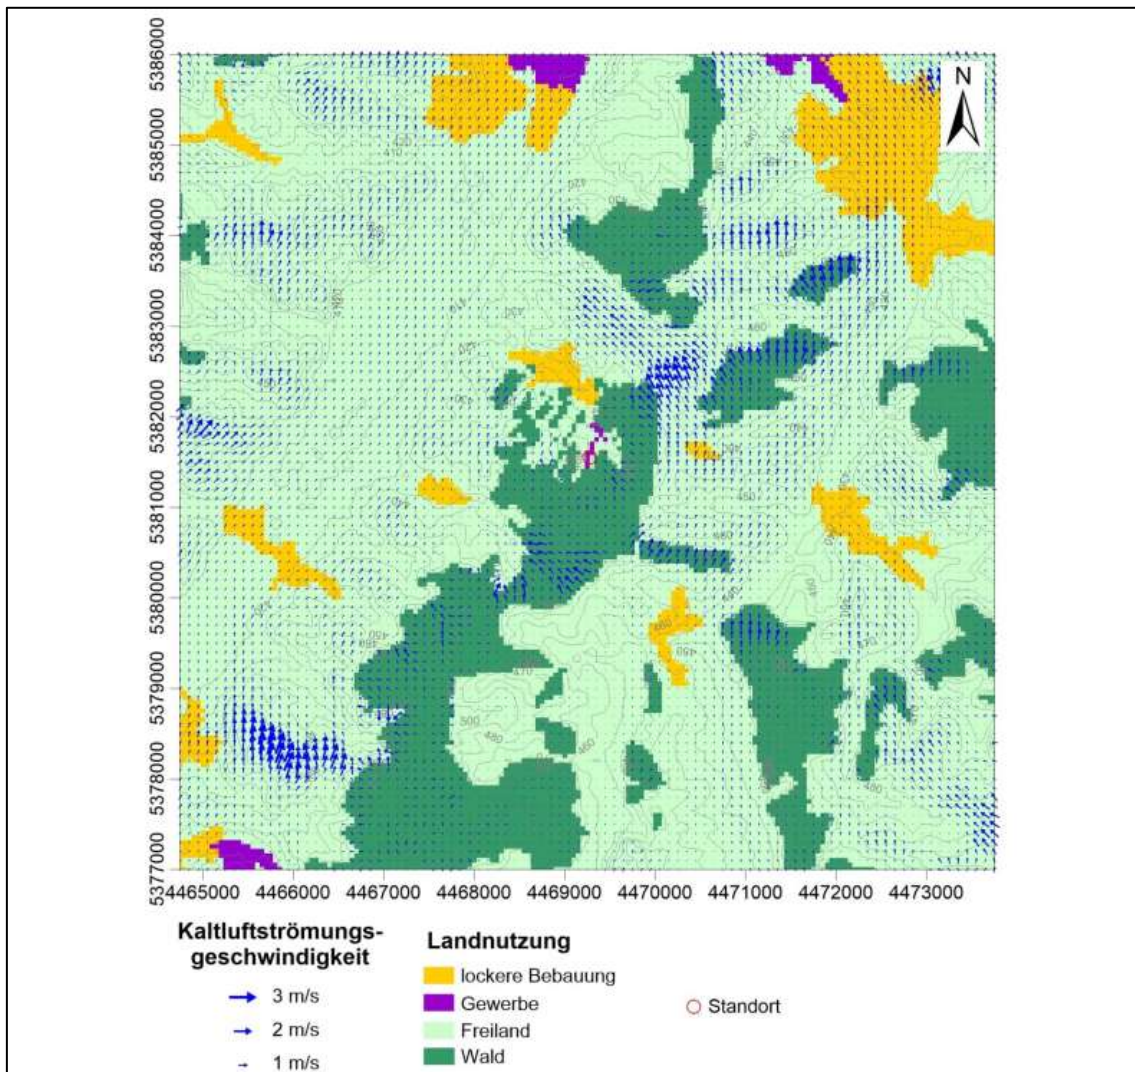 N
5386000
5385000
5384000
5383000
5382000
5381000
5380000
5379000
5378000
5377000
4465000 4466000 4467000 4468000 4469000 4470000 4471000 4472000 4473000
Kaltluftströmungs-
geschwindigkeit
3 m/s
2 m/s
1 m/s
Landnutzung
lockere Bebauung
Gewerbe
Freiland
Wald
Standort